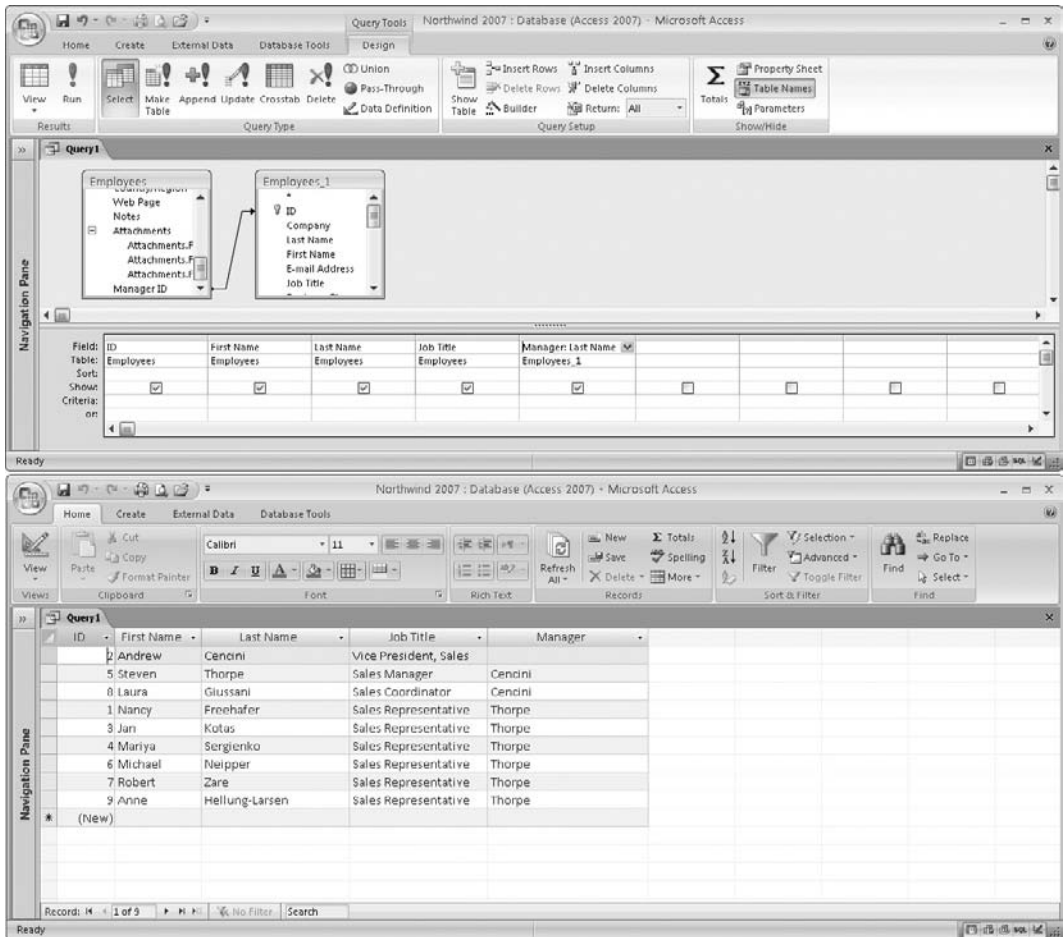 Query Tools Northwind 2007 : Database (Access 2007) - Microsoft Access
Home Create External Data Database Tools Design
View Run Select Make Table Append Update Crosstab Delete Union Pass-Through Data Definition Show Table Insert Rows Delete Rows Builder Insert Columns Delete Columns Return: All Totals Property Sheet Table Names Parameters
Results Query Type Query Setup Show/Hide
Query1
Navigation Pane
Employees
Web Page
Notes
Attachments
Attachments.F
Attachments.F
Attachments.F
Manager ID
Employees_1
*
ID
Company
Last Name
First Name
E-mail Address
Job Title
Field: ID First Name Last Name Job Title Manager: Last Name
Table: Employees Employees Employees Employees Employees_1
Sort:
Show:
Criteria:
or:
Ready SQL
Northwind 2007 : Database (Access 2007) - Microsoft Access
Home Create External Data Database Tools
View Paste Cut Copy Format Painter Calibri 11 B I U A Refresh All New Save Delete Totals Spelling More Filter Selection Advanced Toggle Filter Find Replace Go To Select
Views Clipboard Font Rich Text Records Sort & Filter Find
Query1
Navigation Pane
ID First Name Last Name Job Title Manager
2 Andrew Cencini Vice President, Sales
5 Steven Thorpe Sales Manager Cencini
8 Laura Giussani Sales Coordinator Cencini
1 Nancy Freehafer Sales Representative Thorpe
3 Jan Kotas Sales Representative Thorpe
4 Mariya Sergienko Sales Representative Thorpe
6 Michael Neipper Sales Representative Thorpe
7 Robert Zare Sales Representative Thorpe
9 Anne Hellung-Larsen Sales Representative Thorpe
* (New)
Record: 1 of 9 No Filter Search
Ready SQL